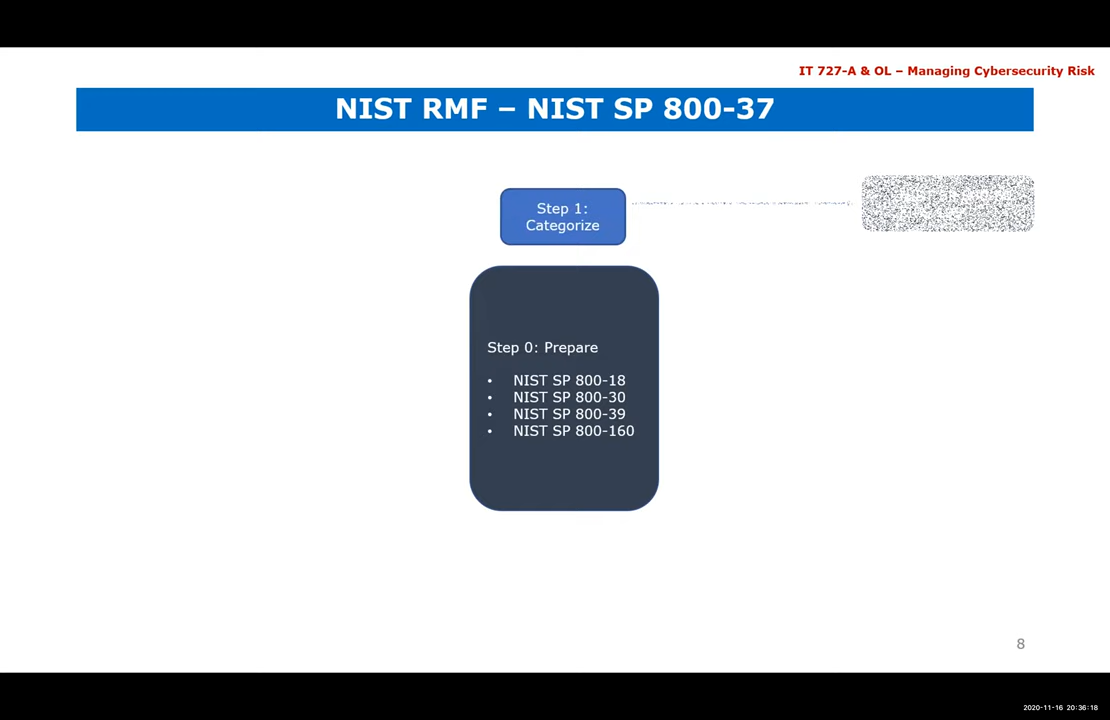 IT 727-A & OL – Managing Cybersecurity Risk
NIST RMF – NIST SP 800-37
Step 1:
Categorize
Step 0: Prepare
• NIST SP 800-18
• NIST SP 800-30
• NIST SP 800-39
• NIST SP 800-160
8
2020-11-16 20:36:18